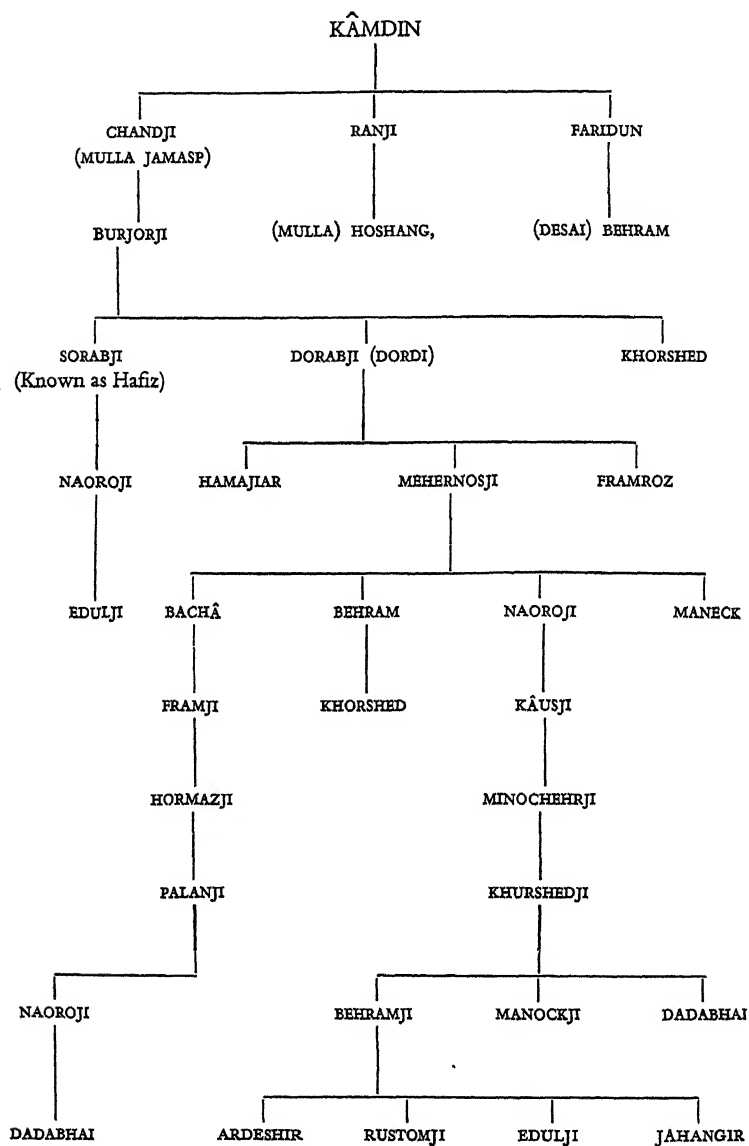 KÂMDIN
CHANDJI RANJI FARIDUN
(MULLA JAMASP)
BURJORJI (MULLA) HOSHANG, (DESAI) BEHRAM
SORABJI DORABJI (DORDI) KHORSHED
(Known as Hafiz)
NAOROJI HAMAJIAR MEHERNOSJI FRAMROZ
EDULJI BACHÂ BEHRAM NAOROJI MANECK
FRAMJI KHORSHED KÂUSJI
HORMAZJI MINOCHEHRJI
PALANJI KHURSHEDJI
NAOROJI BEHRAMJI MANOCKJI DADABHAI
DADABHAI ARDESHIR RUSTOMJI EDULJI JAHANGIR